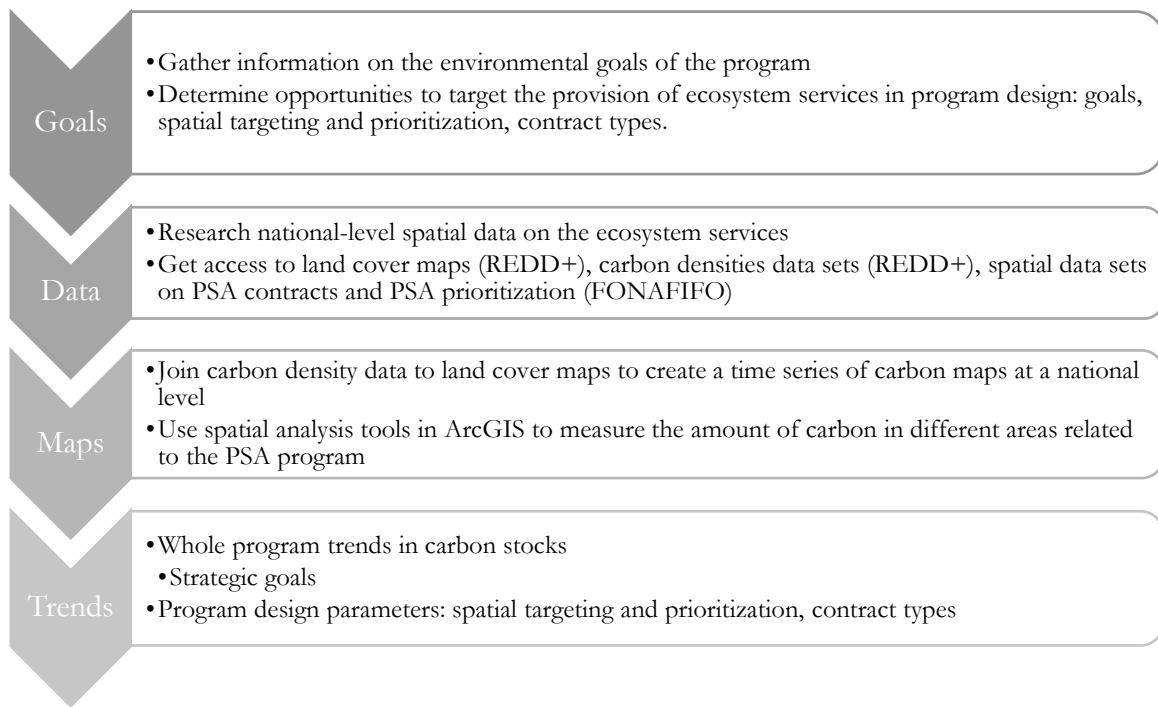 Goals
•Gather information on the environmental goals of the program
•Determine opportunities to target the provision of ecosystem services in program design: goals,
spatial targeting and prioritization, contract types.
Data
•Research national-level spatial data on the ecosystem services
•Get access to land cover maps (REDD+), carbon densities data sets (REDD+), spatial data sets
on PSA contracts and PSA prioritization (FONAFIFO)
Maps
•Join carbon density data to land cover maps to create a time series of carbon maps at a national
level
•Use spatial analysis tools in ArcGIS to measure the amount of carbon in different areas related
to the PSA program
Trends
•Whole program trends in carbon stocks
•Strategic goals
•Program design parameters: spatial targeting and prioritization, contract types